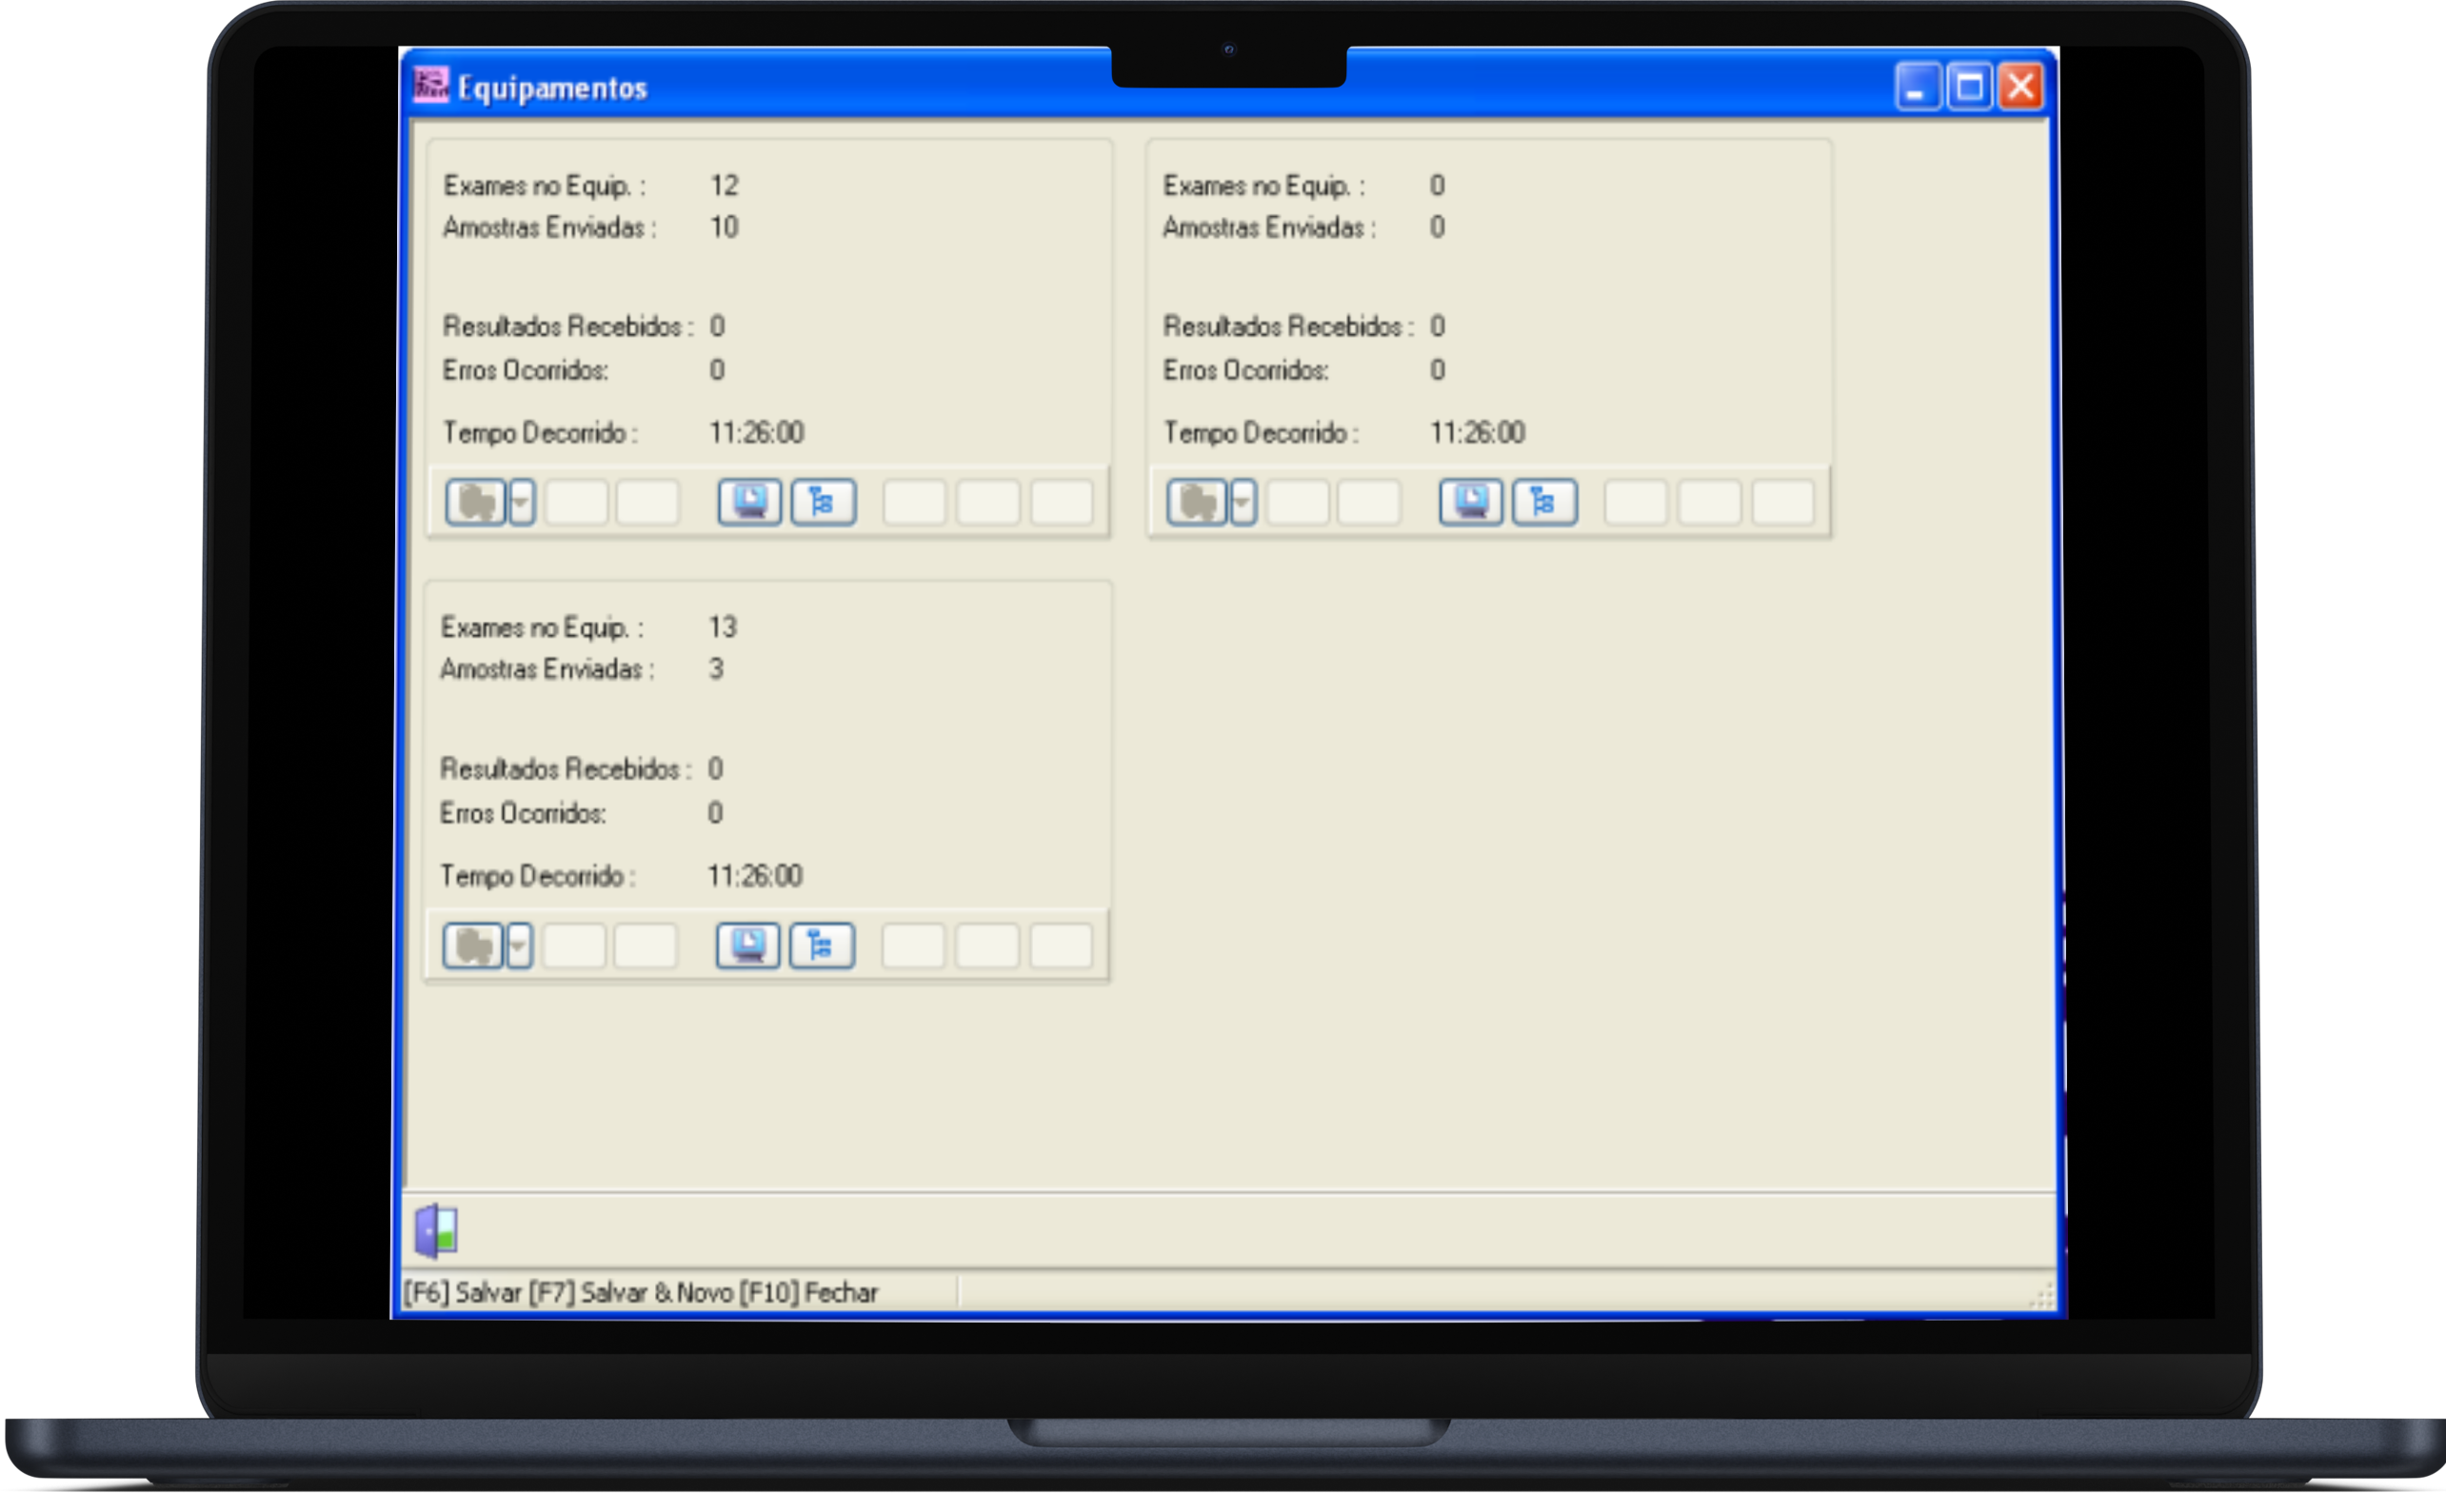 Equipamentos
Exames no Equip. : 12
Amostras Enviadas : 10
Resultados Recebidos : 0
Erros Ocorridos: 0
Tempo Decorrido : 11:26:00
Exames no Equip. : 0
Amostras Enviadas : 0
Resultados Recebidos : 0
Erros Ocorridos: 0
Tempo Decorrido : 11:26:00
Exames no Equip. : 13
Amostras Enviadas : 3
Resultados Recebidos : 0
Erros Ocorridos: 0
Tempo Decorrido : 11:26:00
[F6] Salvar [F7] Salvar & Novo [F10] Fechar